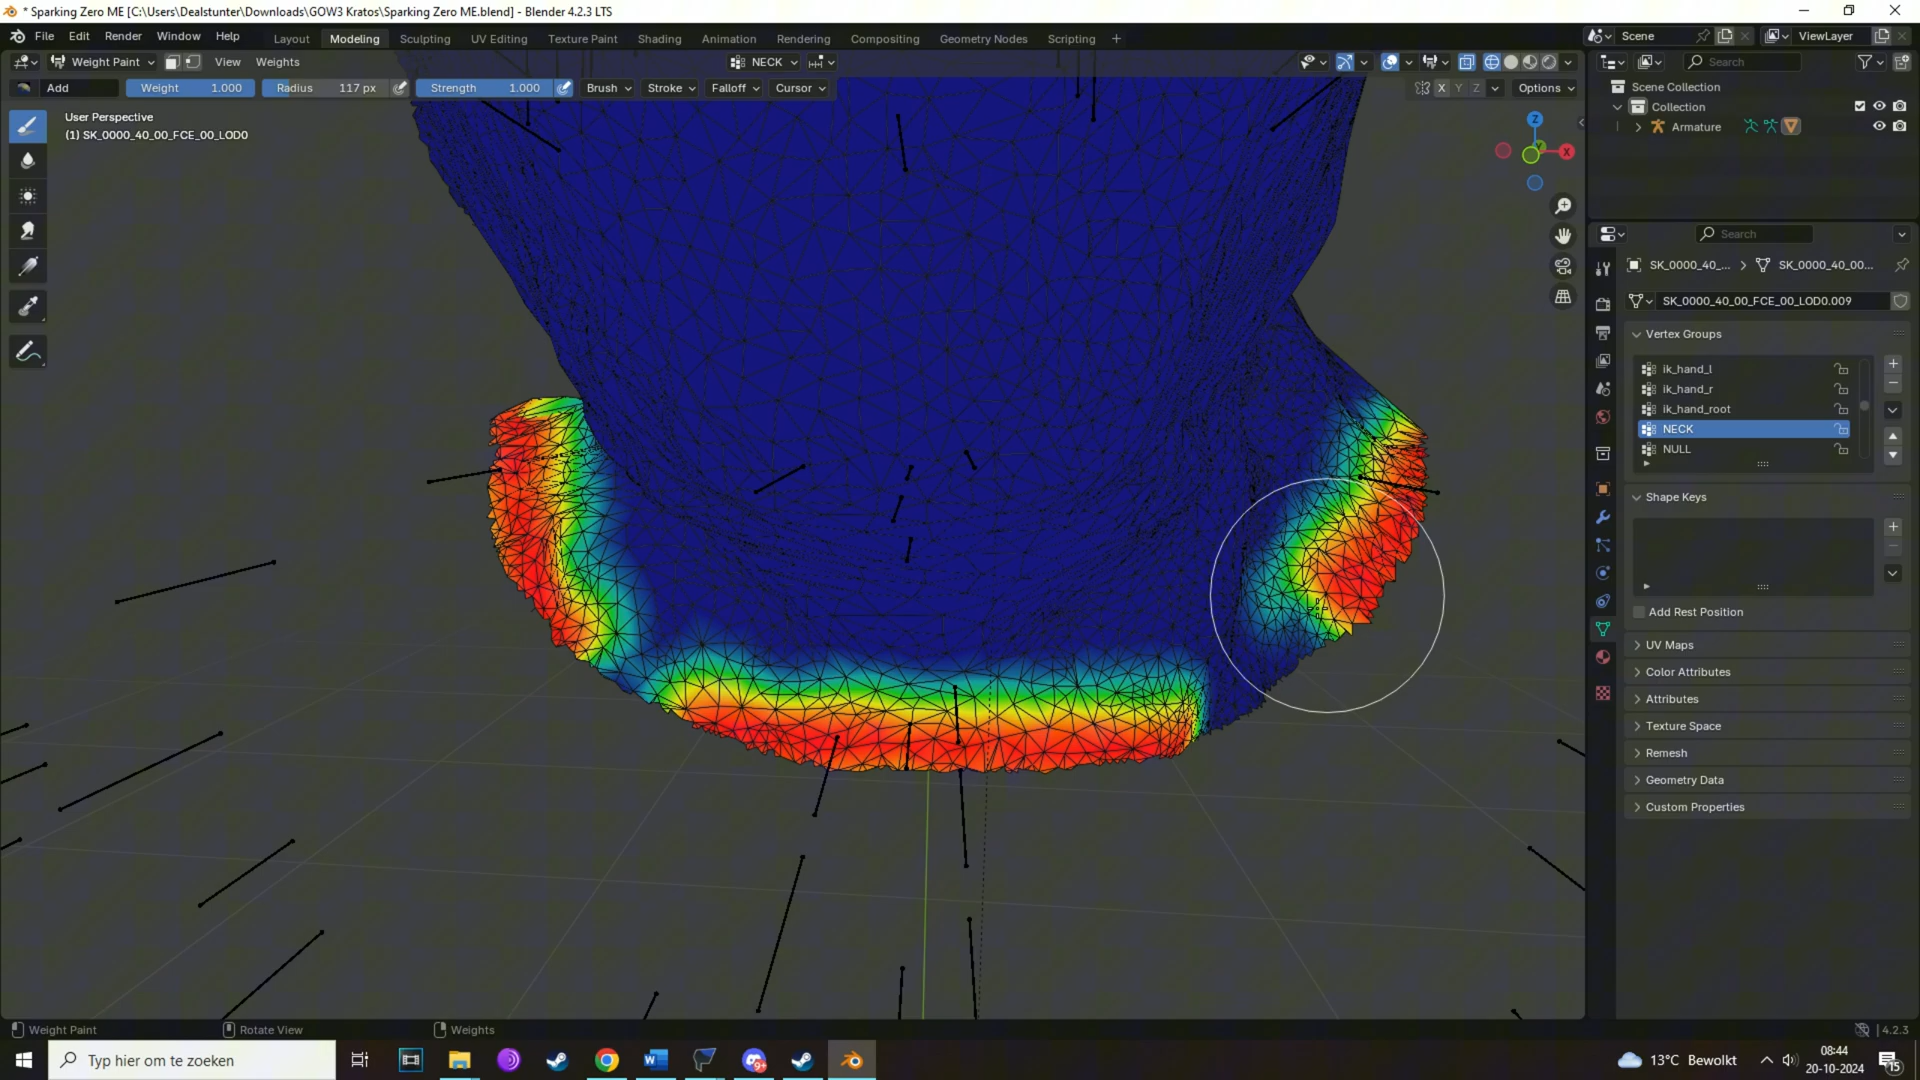 * Sparking Zero ME [C:\Users\Dealstunter\Downloads\GOW3 Kratos\Sparking Zero ME.blend] - Blender 4.2.3 LTS
File Edit Render Window Help Layout Modeling Sculpting UV Editing Texture Paint Shading Animation Rendering Compositing Geometry Nodes Scripting + Scene ViewLayer
Weight Paint View Weights NECK Search
Add Weight 1.000 Radius 117 px Strength 1.000 Brush Stroke Falloff Cursor X Y Z Options
Scene Collection
Collection
Armature
User Perspective
(1) SK_0000_40_00_FCE_00_LOD0
Z
X
Search
SK_0000_40_... > SK_0000_40_00...
SK_0000_40_00_FCE_00_LOD0.009
Vertex Groups
ik_hand_l
ik_hand_r
ik_hand_root
NECK
NULL
Shape Keys
Add Rest Position
UV Maps
Color Attributes
Attributes
Texture Space
Remesh
Geometry Data
Custom Properties
Weight Paint Rotate View Weights 4.2.3
Typ hier om te zoeken 9+ 13°C Bewolkt 08:44
20-10-2024 15